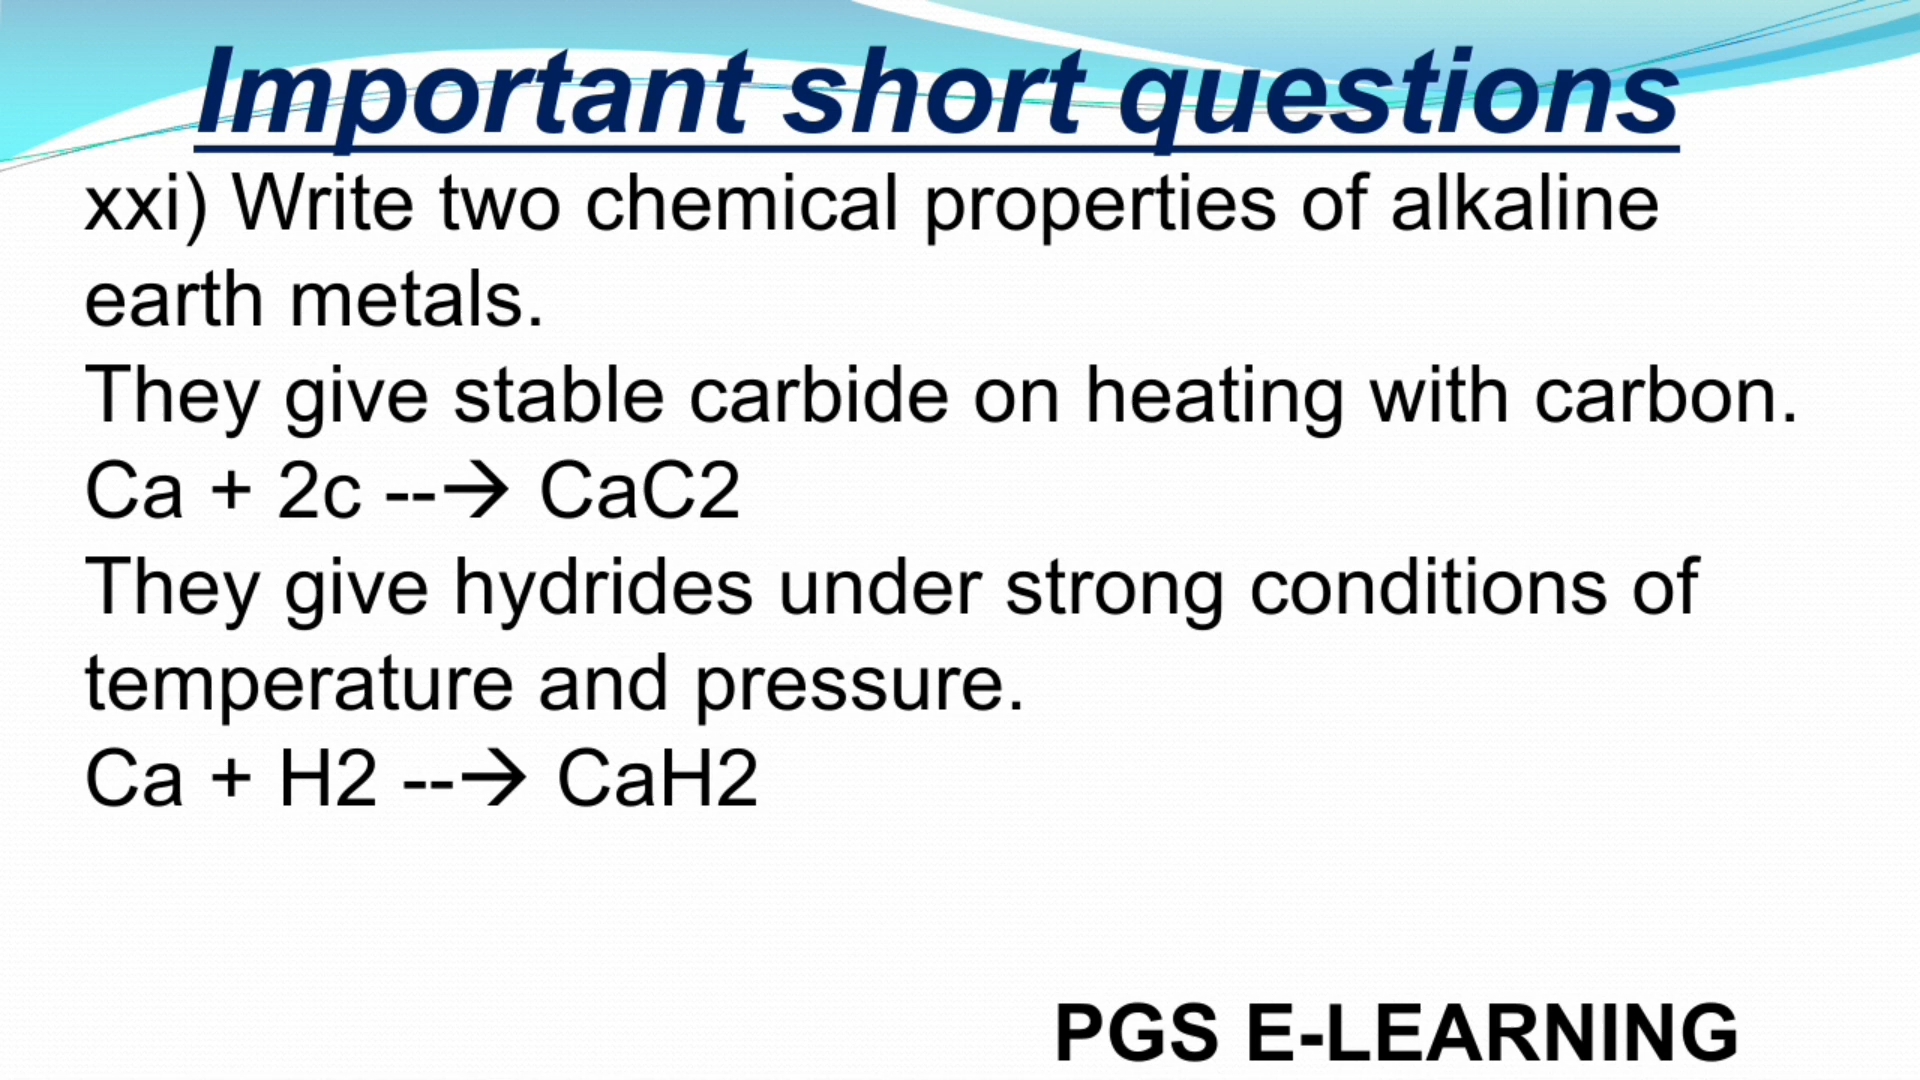 Important short questions
xxi) Write two chemical properties of alkaline
earth metals.
They give stable carbide on heating with carbon.
Ca + 2c --→ CaC2
They give hydrides under strong conditions of
temperature and pressure.
Ca + H2 --→ CaH2
PGS E-LEARNING